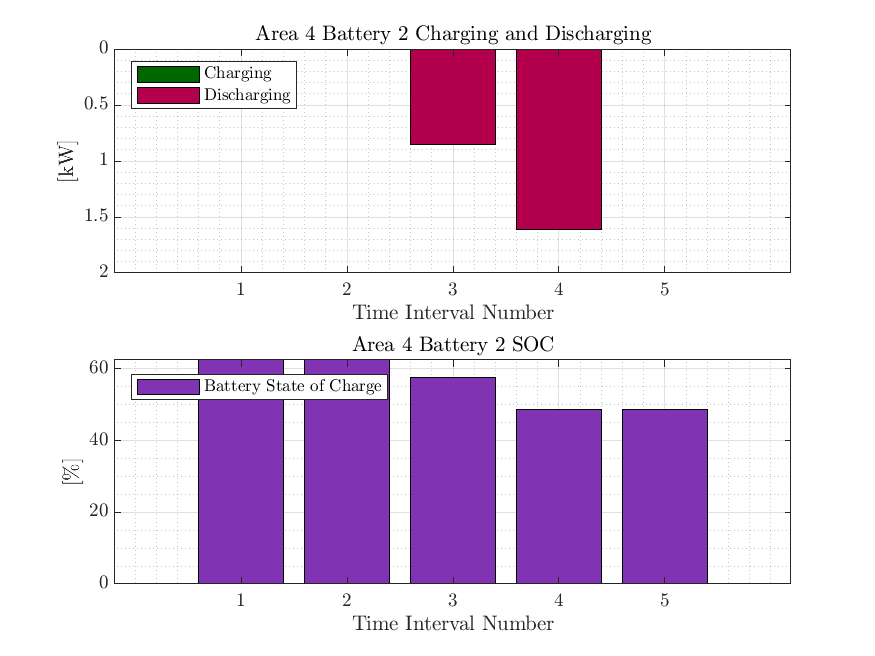 Area 4 Battery 2 Charging and Discharging
0
0.5
1
1.5
2
[kW]
Charging
Discharging
1 2 3 4 5
Time Interval Number
Area 4 Battery 2 SOC
60
40
20
0
[%]
Battery State of Charge
1 2 3 4 5
Time Interval Number